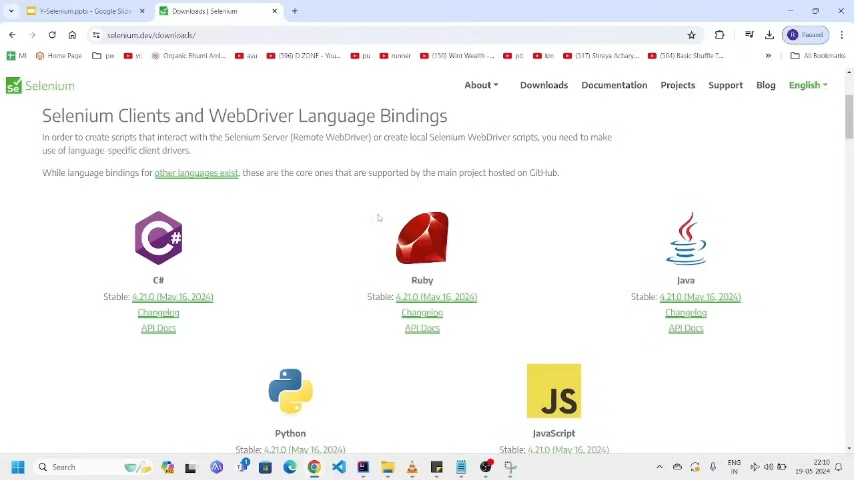 Y-Selenium.pptx - Google Slide
Downloads | Selenium
selenium.dev/downloads/
Paused
MI
Home Page
pw
yc
Organic Bhumi Aml...
ayu
(596) D ZONE - You...
pu
runner
(159) Wint Wealth -...
pd
km
(517) Shreya Achary...
(504) Basic Shuffle T...
»
All Bookmarks
Selenium
About
Downloads
Documentation
Projects
Support
Blog
English
Selenium Clients and WebDriver Language Bindings
In order to create scripts that interact with the Selenium Server (Remote WebDriver) or create local Selenium WebDriver scripts, you need to make
use of language-specific client drivers.
While language bindings for other languages exist, these are the core ones that are supported by the main project hosted on GitHub.
C#
Stable: 4.21.0 (May 16, 2024)
Changelog
API Docs
Ruby
Stable: 4.21.0 (May 16, 2024)
Changelog
API Docs
Java
Stable: 4.21.0 (May 16, 2024)
Changelog
API Docs
Python
Stable: 4.21.0 (May 16, 2024)
JS
JavaScript
Stable: 4.21.0 (May 16, 2024)
Search
ENG
IN
22:10
19-05-2024